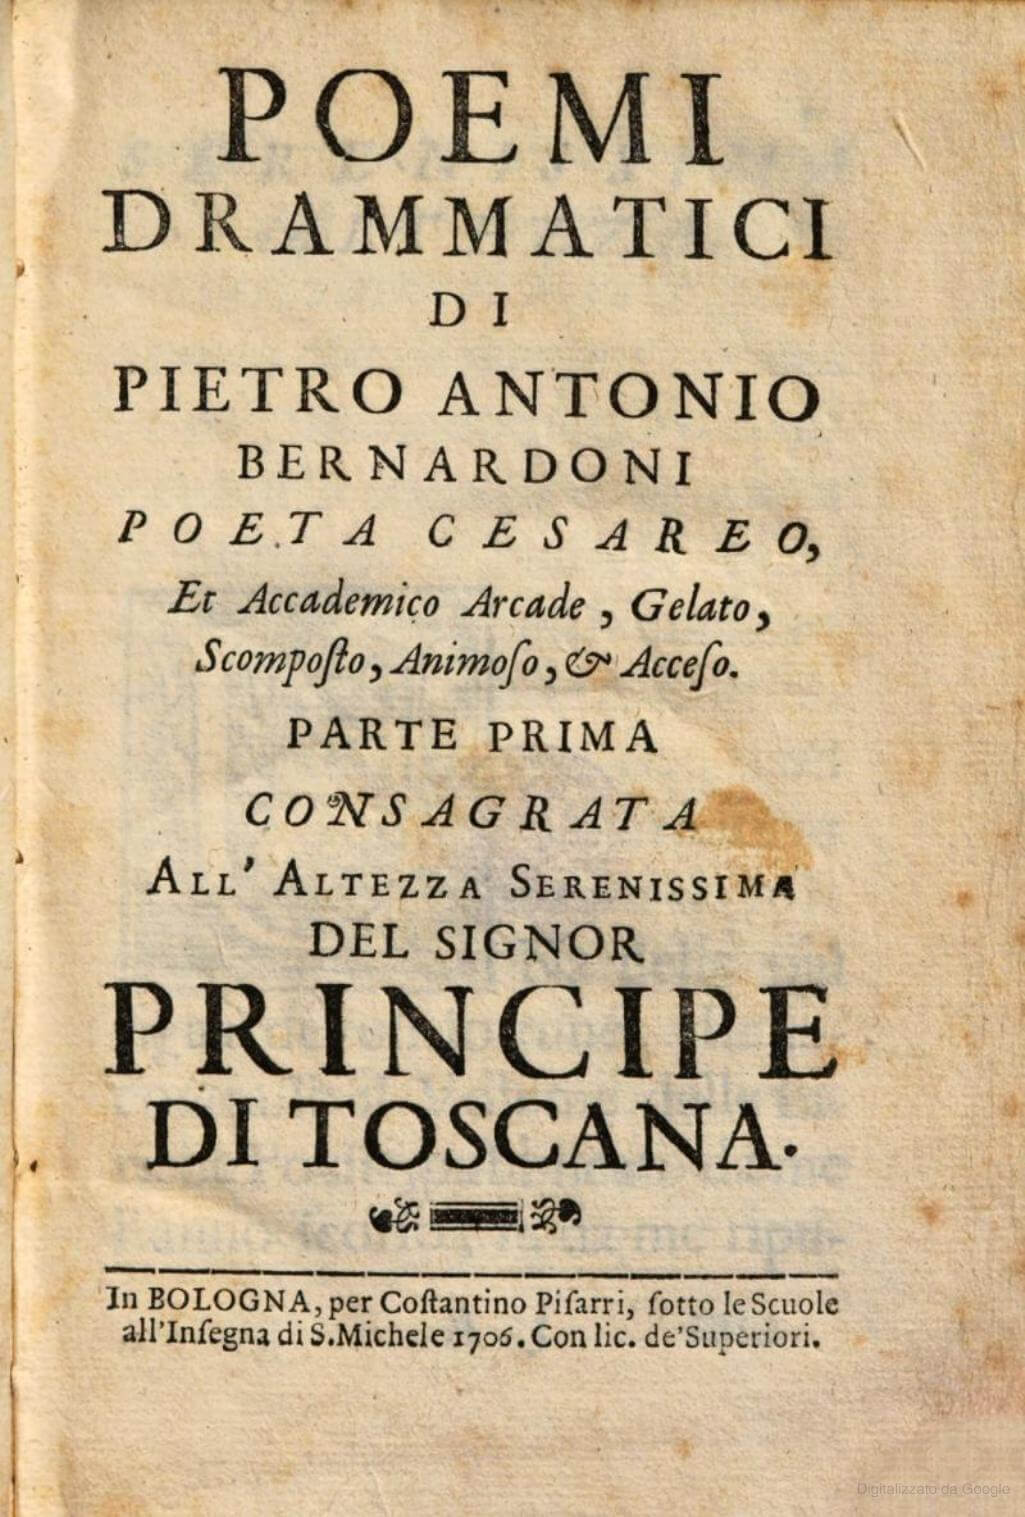 POEMI
DRAMMATICI
DI
PIETRO ANTONIO
BERNARDONI
POETA CESAREO,
Et Accademico Arcade, Gelato,
Scompoſto, Animoſo, & Acceſo.
PARTE PRIMA
CONSAGRATA
ALL' ALTEZZA SERENISSIMA
DEL SIGNOR
PRINCIPE
DI TOSCANA.
In BOLOGNA, per Coſtantino Piſarri, ſotto le Scuole
all'Inſegna di S. Michele 1706. Con lic. de' Superiori.
Digitalizzato da Google